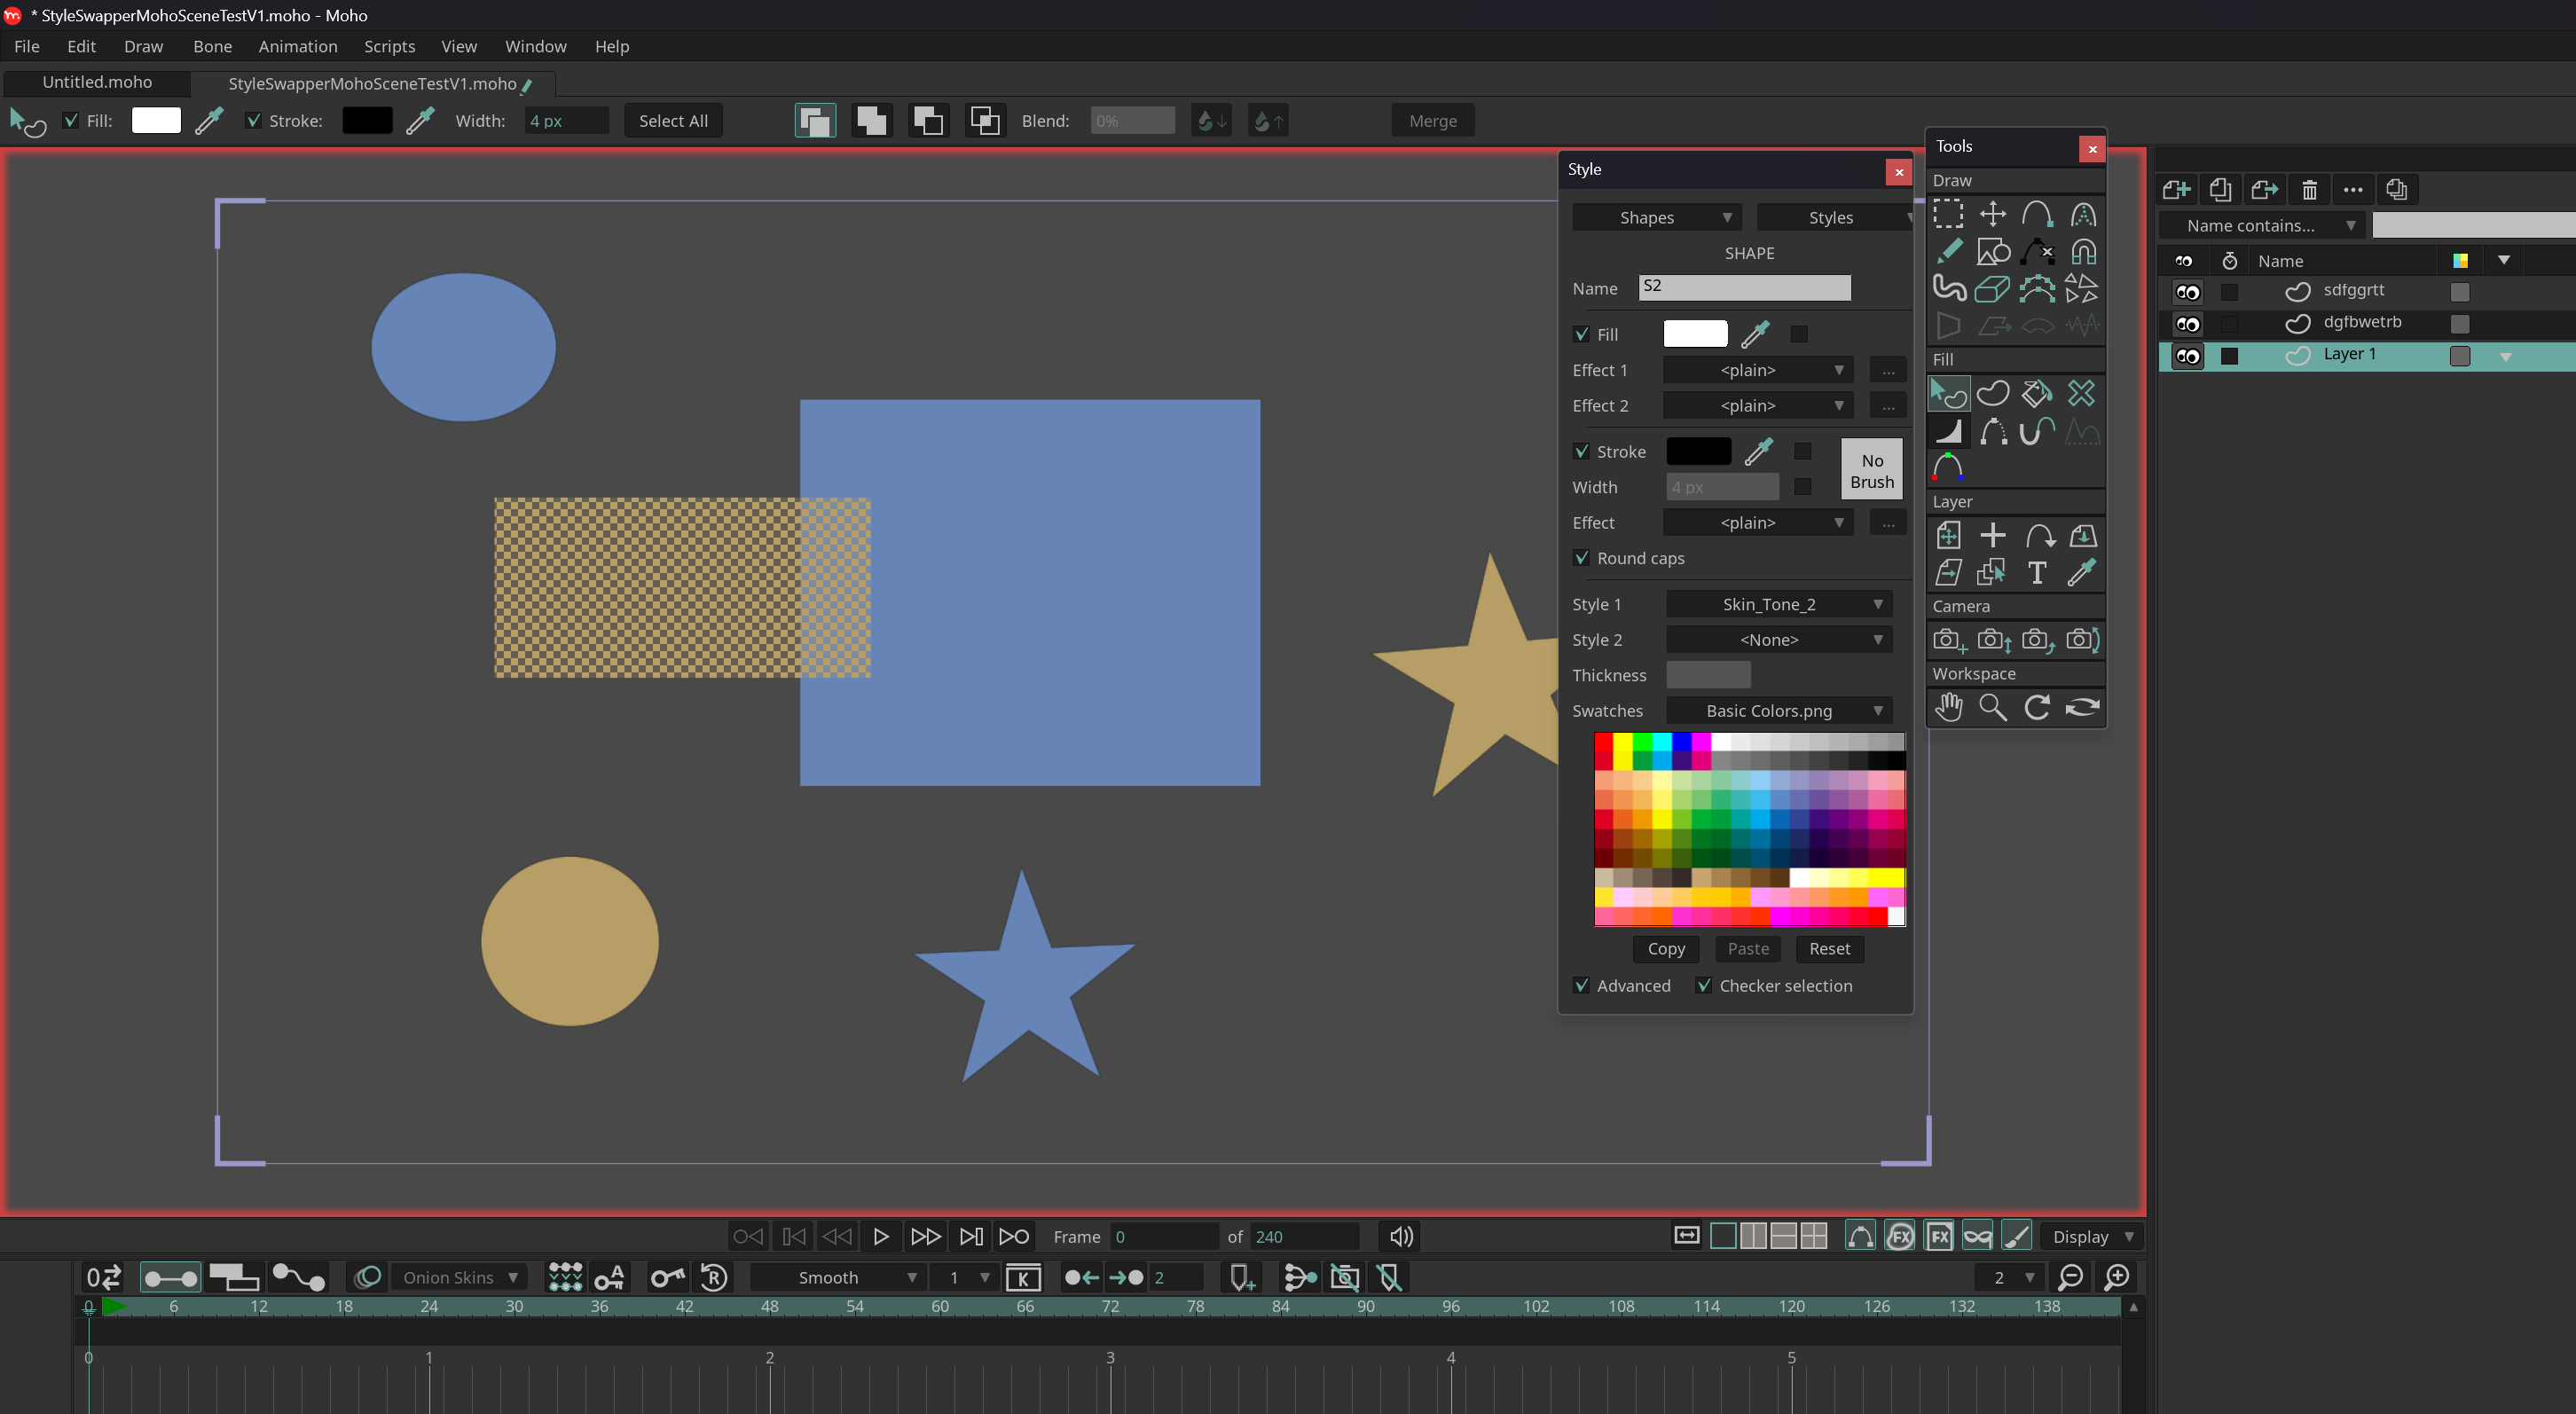 * StyleSwapperMohoSceneTestV1.moho - Moho
File Edit Draw Bone Animation Scripts View Window Help
Untitled.moho StyleSwapperMohoSceneTestV1.moho
Fill: Stroke: Width: 4 px Select All Blend: 0% Merge
Style
Shapes Styles
SHAPE
Name S2
Fill
Effect 1 <plain> ...
Effect 2 <plain> ...
Stroke
No
Brush
Width 4 px
Effect <plain> ...
Round caps
Style 1 Skin_Tone_2
Style 2 <None>
Thickness
Swatches Basic Colors.png
Copy Paste Reset
Advanced Checker selection
Tools
Draw
Fill
Layer
T
Camera
Workspace
Name contains...
Name
sdfggrtt
dgfbwetrb
Layer 1
Frame 0 of 240 FX FX Display
0 Onion Skins A R Smooth 1 K 2 2
0 6 12 18 24 30 36 42 48 54 60 66 72 78 84 90 96 102 108 114 120 126 132 138
0 1 2 3 4 5